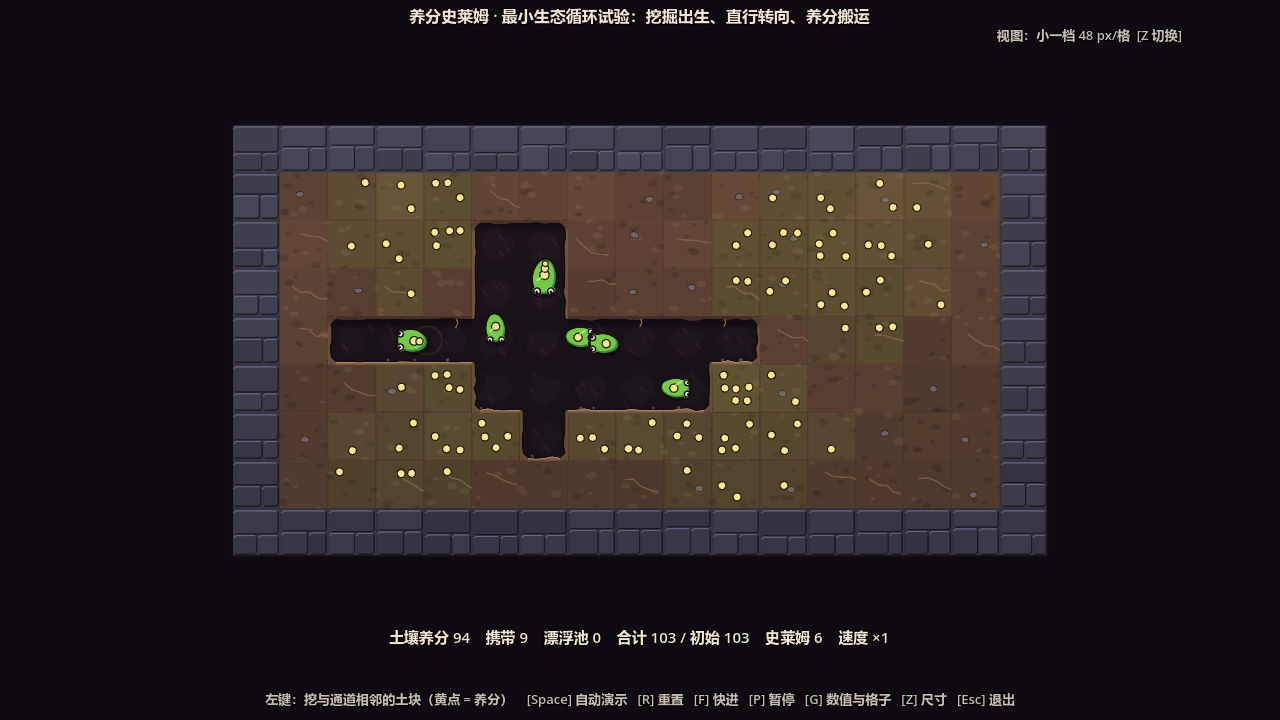 养分史莱姆 · 最小生态循环试验：挖掘出生、直行转向、养分搬运
视图：小一档 48 px/格 [Z 切换]
土壤养分 94 携带 9 漂浮池 0 合计 103 / 初始 103 史莱姆 6 速度 ×1
左键：挖与通道相邻的土块（黄点 = 养分） [Space] 自动演示 [R] 重置 [F] 快进 [P] 暂停 [G] 数值与格子 [Z] 尺寸 [Esc] 退出